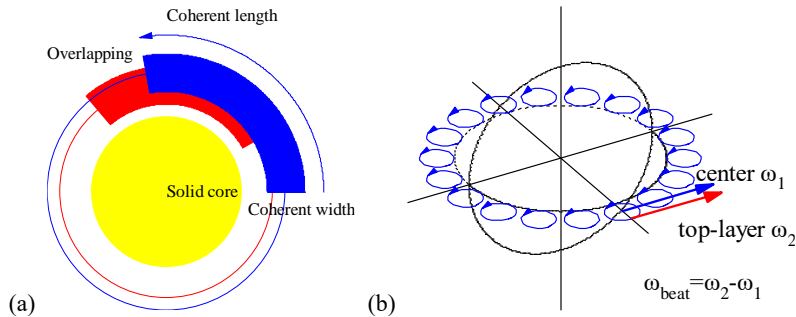 Coherent length
Overlapping
Solid core
Coherent width
(a)
center ω1
top-layer ω2
ωbeat=ω2-ω1
(b)